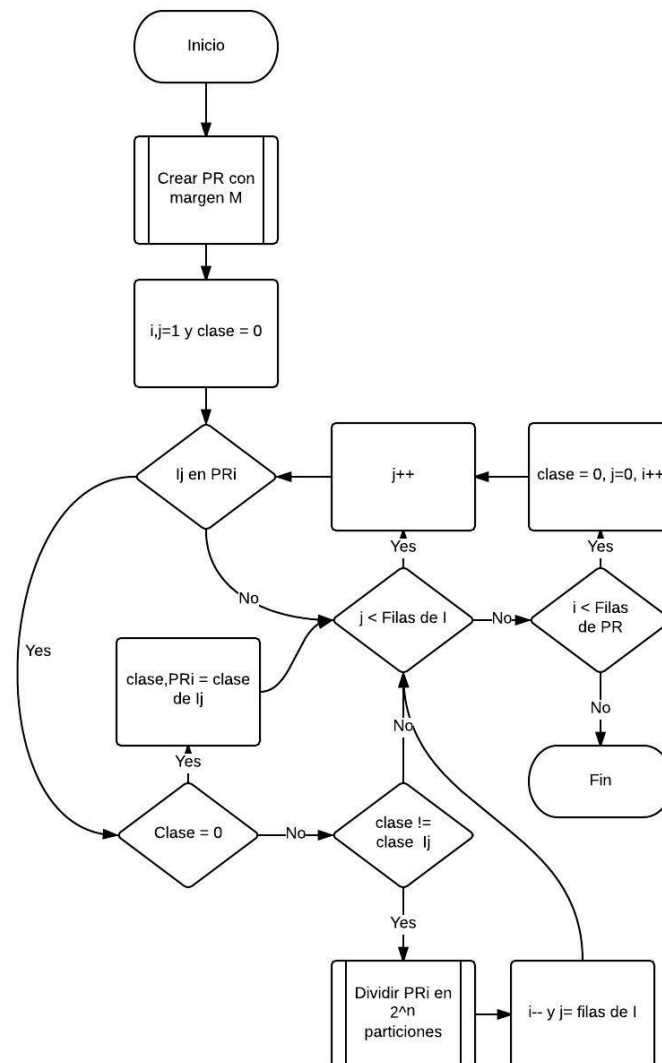 Inicio
Crear PR con
margen M
i,j=1 y clase = 0
Ij en PRi
j++
clase = 0, j=0, i++
Yes
Yes
No
j < Filas de I
No
i < Filas
de PR
Yes
clase,PRi = clase
de Ij
No
No
Yes
Fin
Clase = 0
No
clase !=
clase Ij
Yes
Dividir PRi en
2^n
particiones
i-- y j= filas de I